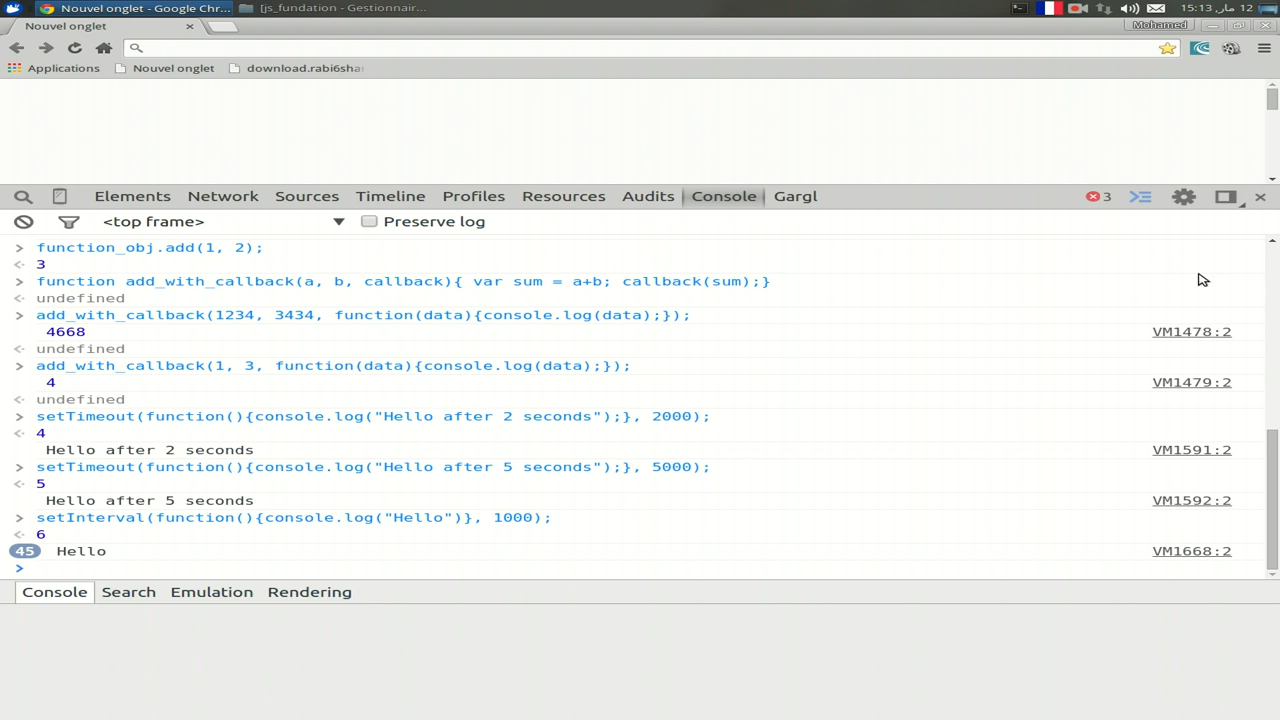 Nouvel onglet - Google Chr...
[js_fundation - Gestionnair...
12 مار, 15:13
Nouvel onglet
Mohamed
Applications
Nouvel onglet
download.rabi6sha
Elements Network Sources Timeline Profiles Resources Audits Console Gargl
3
<top frame>
Preserve log
> function_obj.add(1, 2);
3
> function add_with_callback(a, b, callback){ var sum = a+b; callback(sum);}
undefined
> add_with_callback(1234, 3434, function(data){console.log(data);});
4668 VM1478:2
undefined
> add_with_callback(1, 3, function(data){console.log(data);});
4 VM1479:2
undefined
> setTimeout(function(){console.log("Hello after 2 seconds");}, 2000);
4
Hello after 2 seconds VM1591:2
> setTimeout(function(){console.log("Hello after 5 seconds");}, 5000);
5
Hello after 5 seconds VM1592:2
> setInterval(function(){console.log("Hello")}, 1000);
6
45 Hello VM1668:2
>
Console Search Emulation Rendering